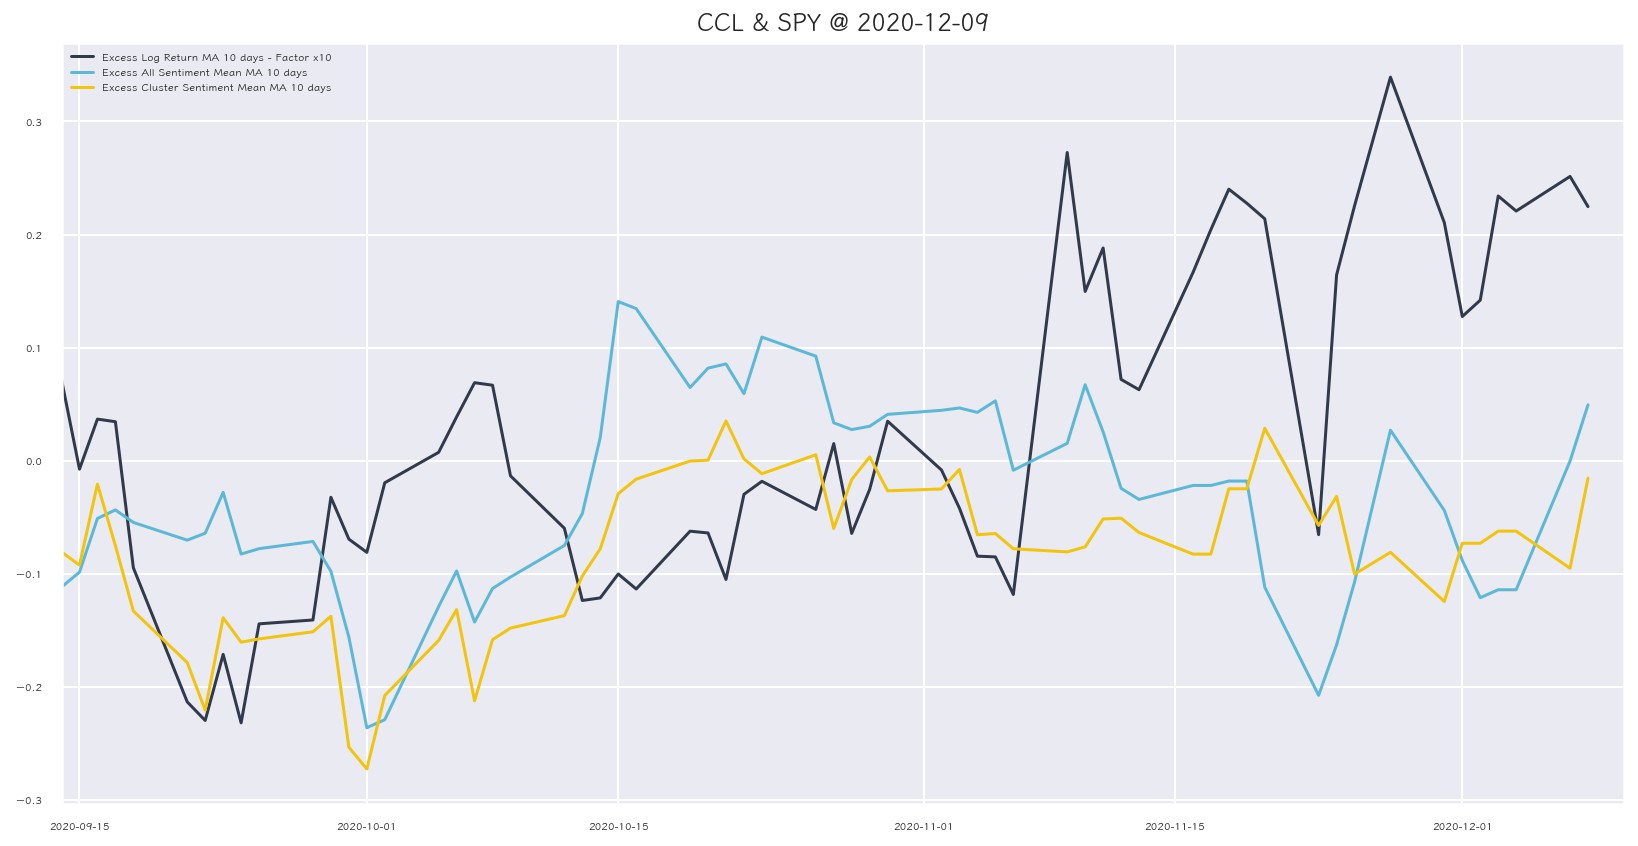 CCL & SPY @ 2020-12-09
Excess Log Return MA 10 days - Factor x10
Excess All Sentiment Mean MA 10 days
Excess Cluster Sentiment Mean MA 10 days
0.3
0.2
0.1
0.0
−0.1
−0.2
−0.3
2020-09-15 2020-10-01 2020-10-15 2020-11-01 2020-11-15 2020-12-01